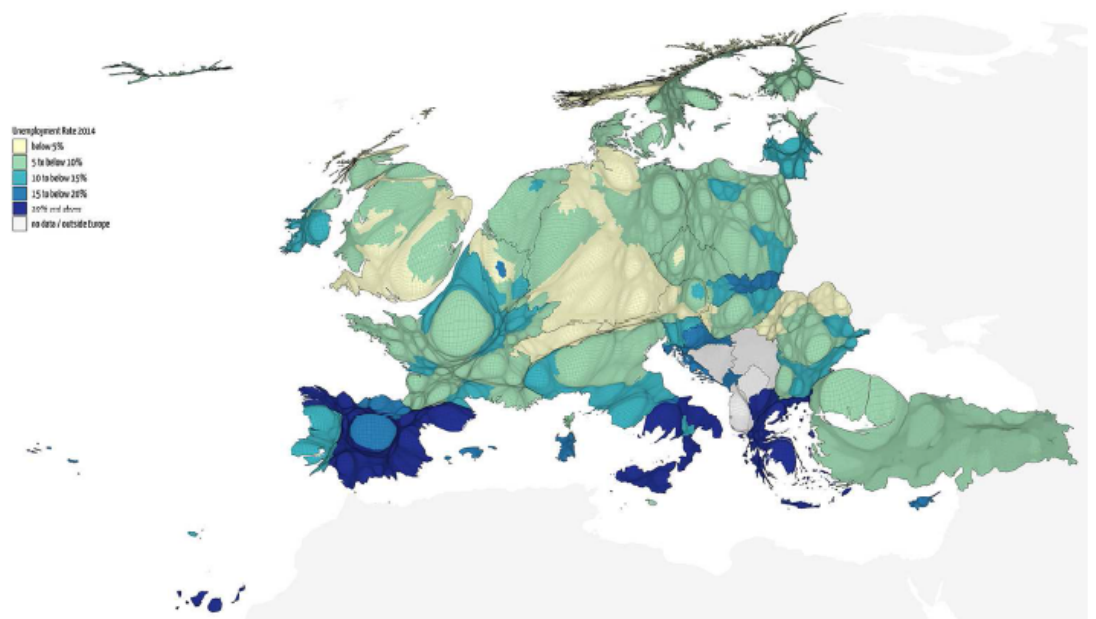 Unemployment Rate 2014
below 5%
5 to below 10%
10 to below 15%
15 to below 20%
20% and above
no data / outside Europe